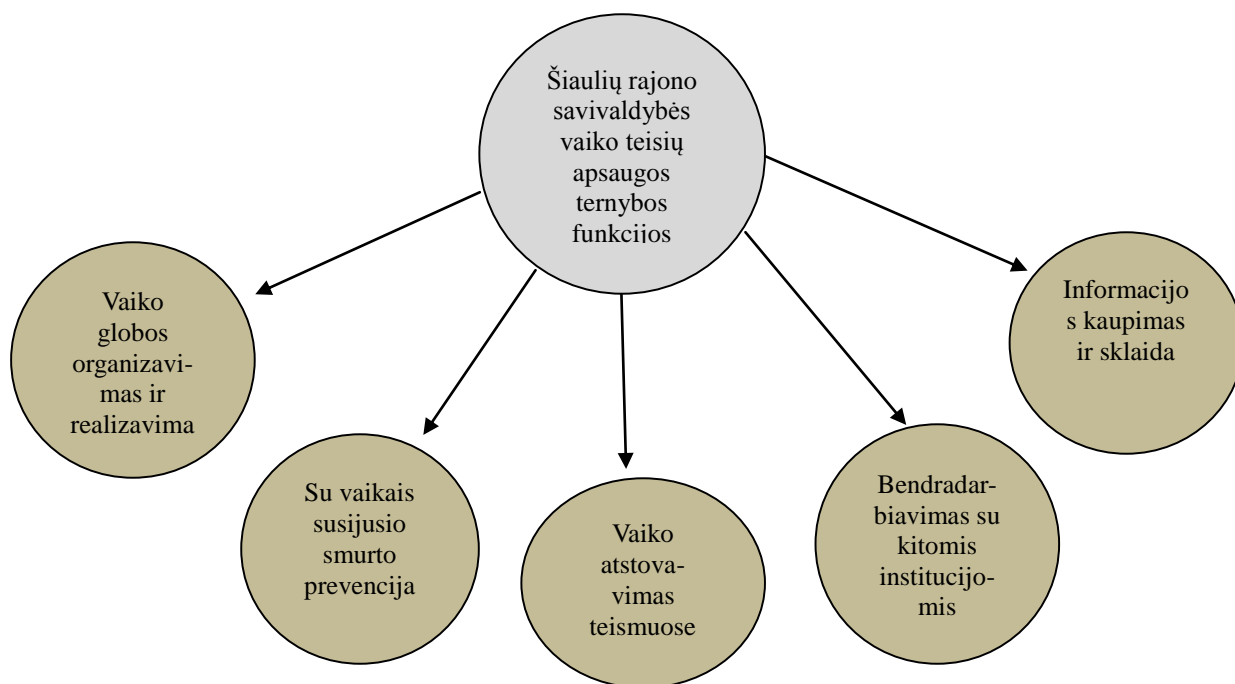 Šiaulių rajono
savivaldybės
vaiko teisių
apsaugos
ternybos
funkcijos
Vaiko
globos
organizavi-
mas ir
realizavima
Su vaikais
susijusio
smurto
prevencija
Vaiko
atstova-
vimas
teismuose
Bendradar-
biavimas su
kitomis
institucijo-
mis
Informacijo
s kaupimas
ir sklaida